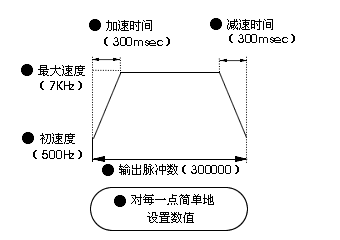 ● 加速时间
（300msec）
● 减速时间
（300msec）
● 最大速度
（7KHz）
● 初速度
（500Hz）
● 输出脉冲数（300000）
● 对每一点简单地
设置数值